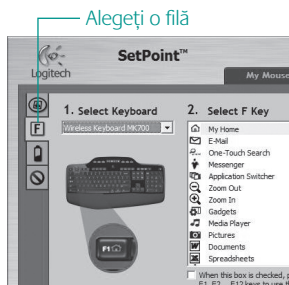 Alegeți o filă
Logitech
SetPoint™
My Mouse
1. Select Keyboard
2. Select F Key
Wireless Keyboard MK700
My Home
E-Mail
One-Touch Search
Messenger
Application Switcher
Zoom Out
Zoom In
Gadgets
Media Player
Pictures
Documents
Spreadsheets
F
F1
When this box is checked, p
F1, F2 ... F12 keys to use th